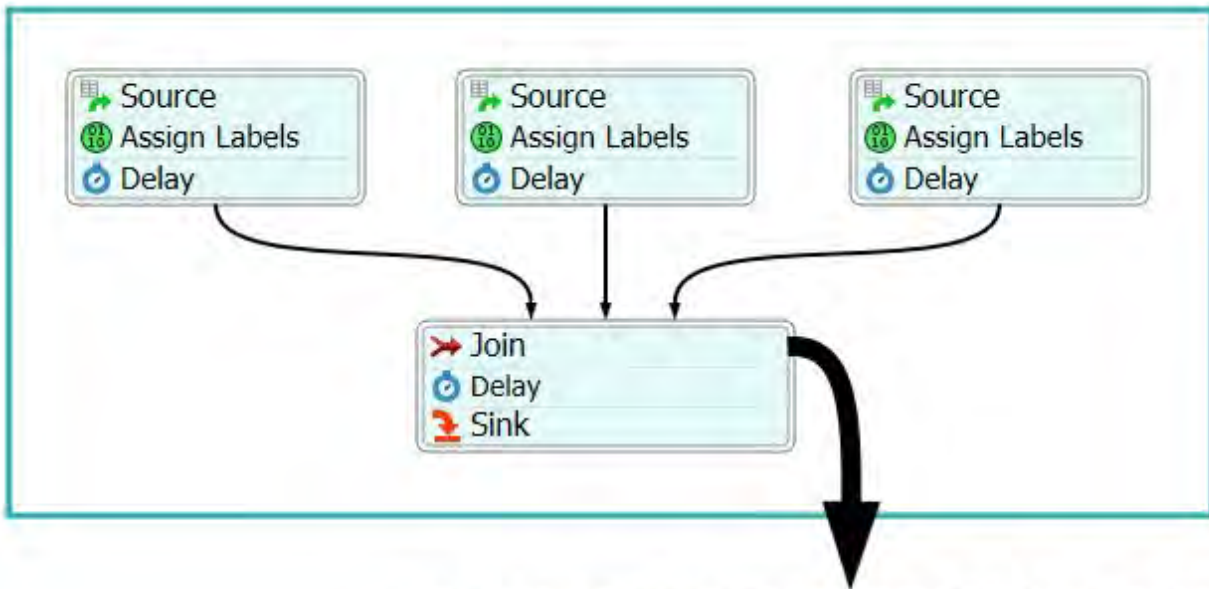 Source
Assign Labels
Delay
Source
Assign Labels
Delay
Source
Assign Labels
Delay
Join
Delay
Sink